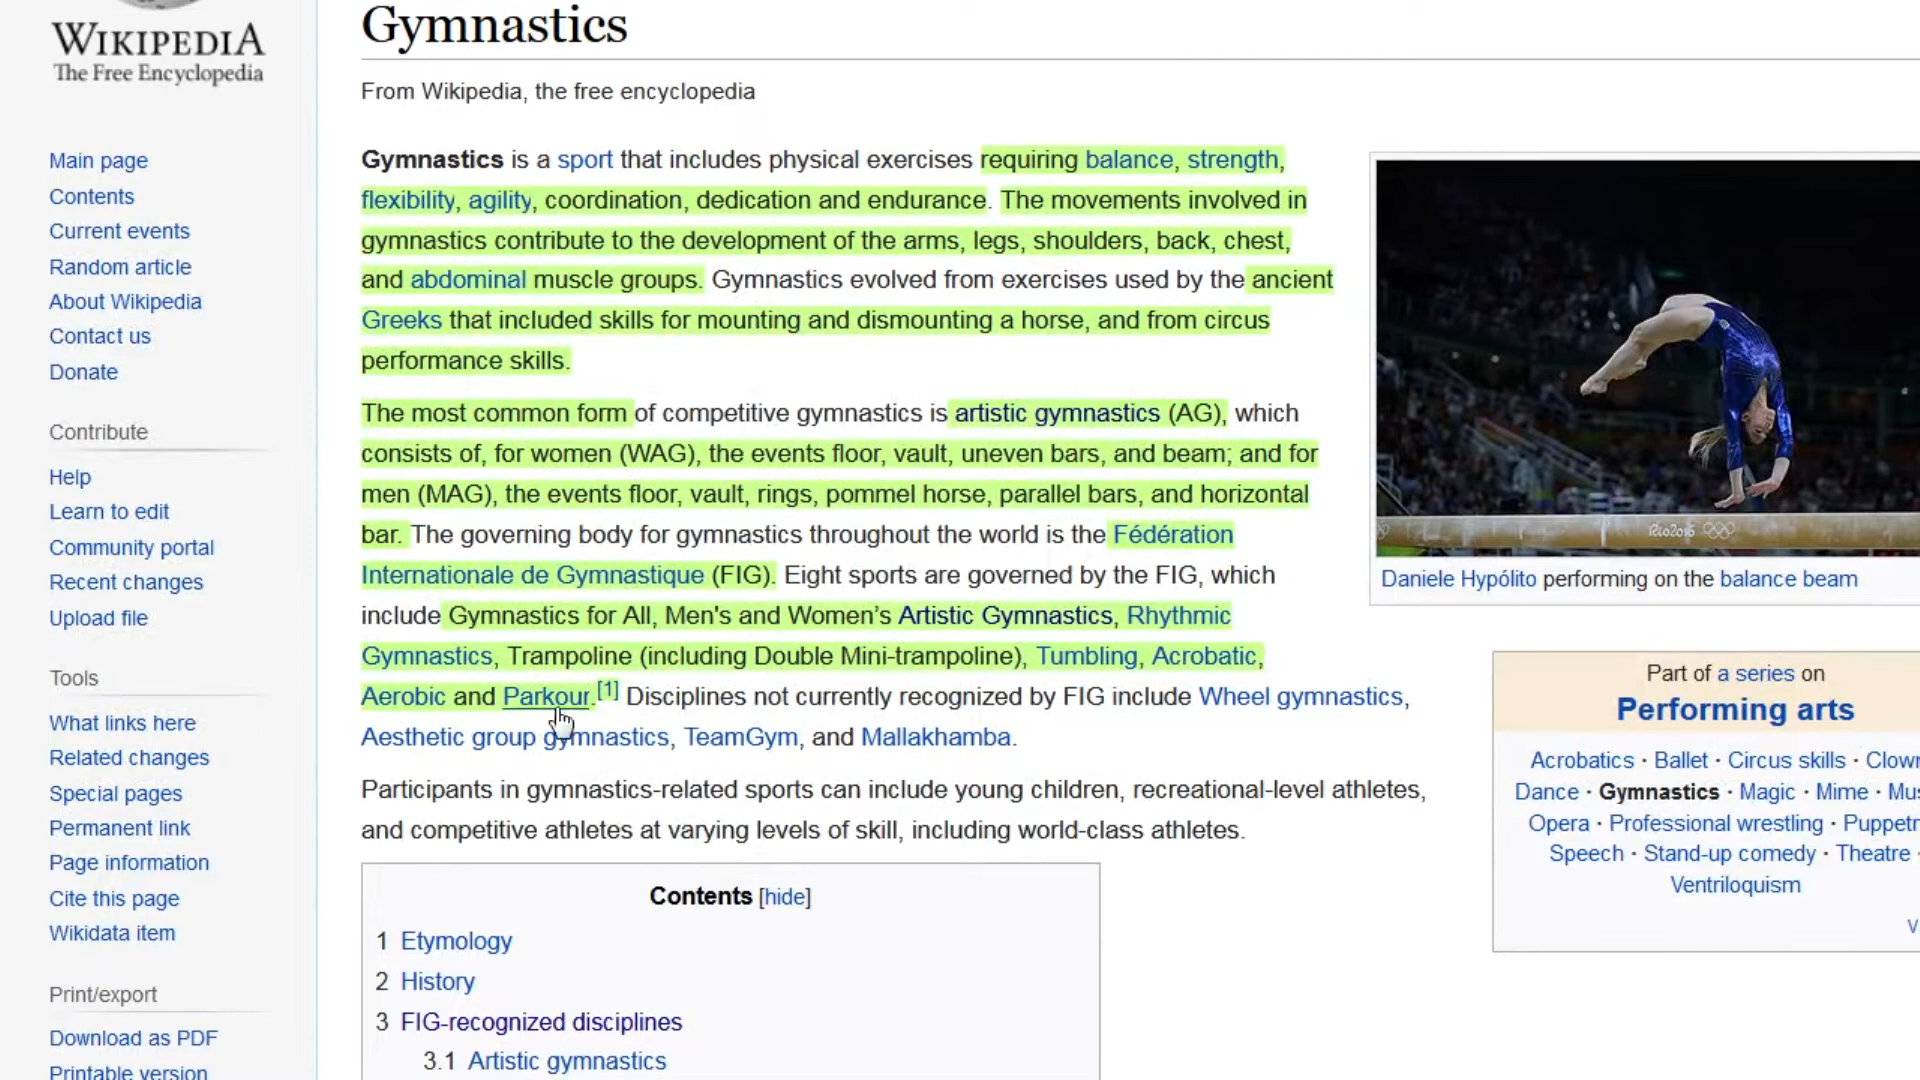 WIKIPEDIA
The Free Encyclopedia
Main page
Contents
Current events
Random article
About Wikipedia
Contact us
Donate
Contribute
Help
Learn to edit
Community portal
Recent changes
Upload file
Tools
What links here
Related changes
Special pages
Permanent link
Page information
Cite this page
Wikidata item
Print/export
Download as PDF
Printable version
Gymnastics
From Wikipedia, the free encyclopedia
Gymnastics is a sport that includes physical exercises requiring balance, strength,
flexibility, agility, coordination, dedication and endurance. The movements involved in
gymnastics contribute to the development of the arms, legs, shoulders, back, chest,
and abdominal muscle groups. Gymnastics evolved from exercises used by the ancient
Greeks that included skills for mounting and dismounting a horse, and from circus
performance skills.
The most common form of competitive gymnastics is artistic gymnastics (AG), which
consists of, for women (WAG), the events floor, vault, uneven bars, and beam; and for
men (MAG), the events floor, vault, rings, pommel horse, parallel bars, and horizontal
bar. The governing body for gymnastics throughout the world is the Fédération
Internationale de Gymnastique (FIG). Eight sports are governed by the FIG, which
include Gymnastics for All, Men's and Women’s Artistic Gymnastics, Rhythmic
Gymnastics, Trampoline (including Double Mini-trampoline), Tumbling, Acrobatic,
Aerobic and Parkour.[1] Disciplines not currently recognized by FIG include Wheel gymnastics,
Aesthetic group gymnastics, TeamGym, and Mallakhamba.
Participants in gymnastics-related sports can include young children, recreational-level athletes,
and competitive athletes at varying levels of skill, including world-class athletes.
Contents [hide]
1 Etymology
2 History
3 FIG-recognized disciplines
3.1 Artistic gymnastics
Rio2016
Daniele Hypólito performing on the balance beam
Part of a series on
Performing arts
Acrobatics · Ballet · Circus skills · Clown
Dance · Gymnastics · Magic · Mime · Mus
Opera · Professional wrestling · Puppetr
Speech · Stand-up comedy · Theatre ·
Ventriloquism
V